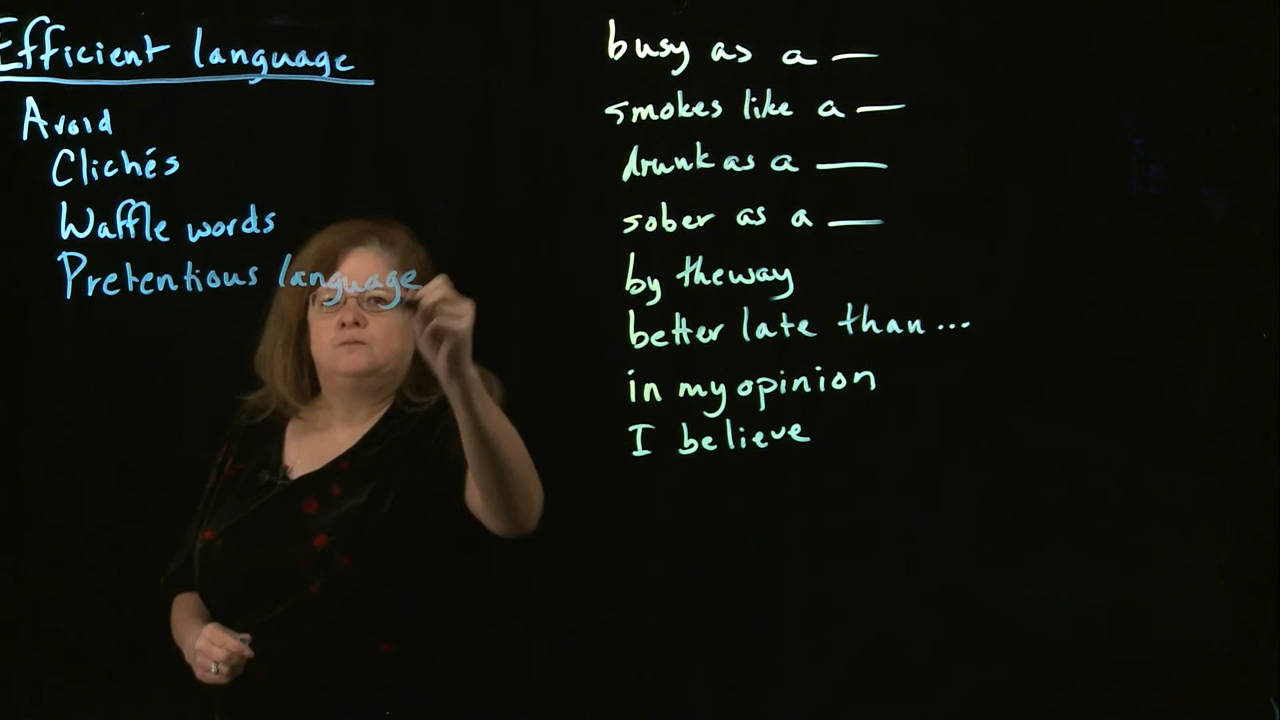 Efficient language
Avoid
Clichés
Waffle words
Pretentious language
busy as a —
smokes like a —
drunk as a —
sober as a —
by the way
better late than...
in my opinion
I believe